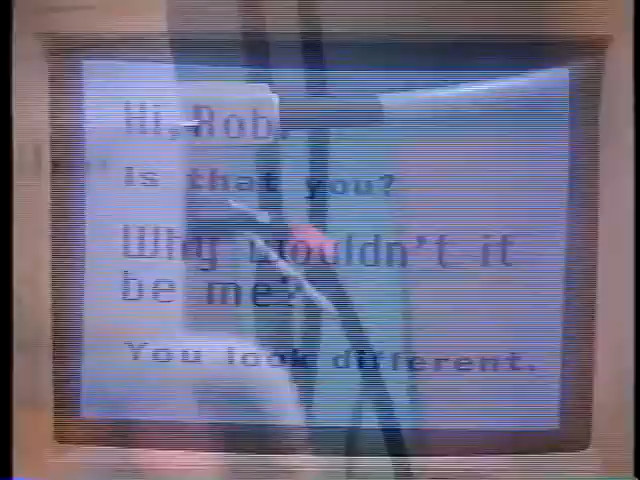 Hi, Rob.
Is that you?
Why wouldn't it
be me?
You look different.